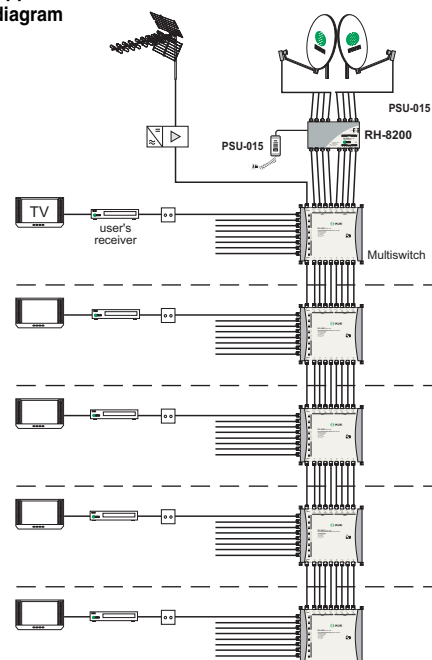 diagram
PSU-015
RH-8200
PSU-015
TV
user's
receiver
Multiswitch